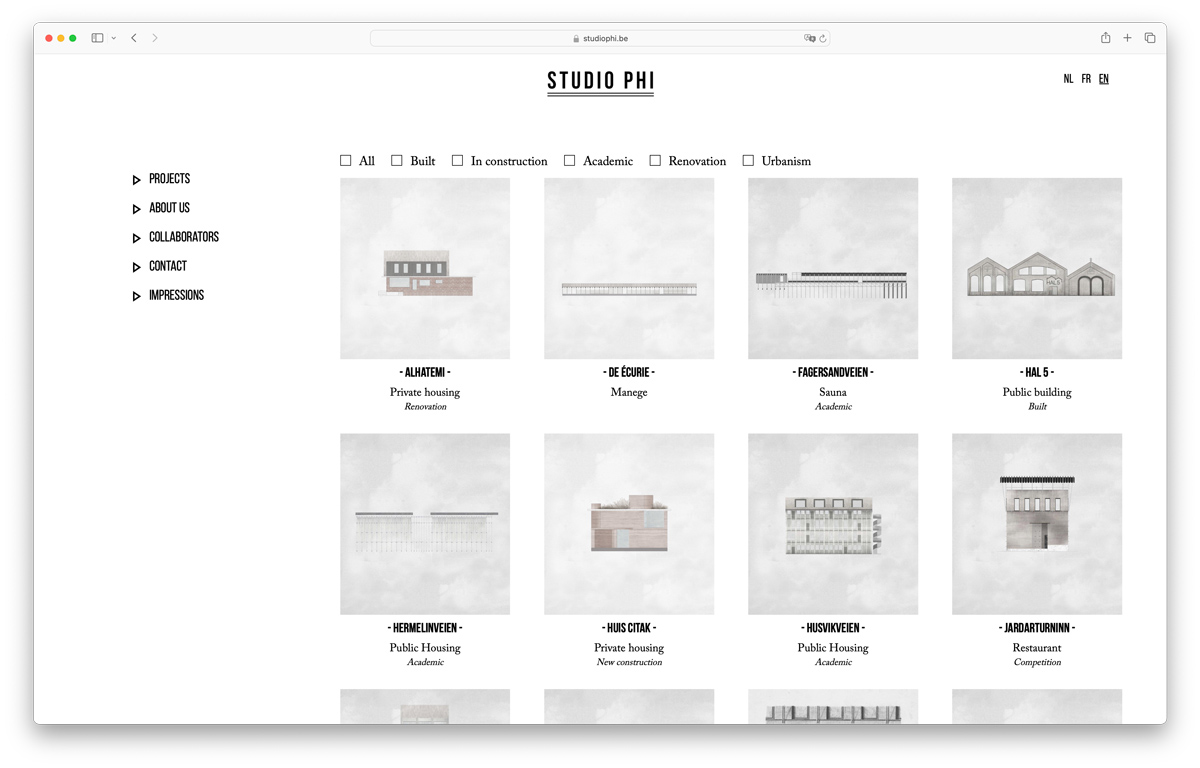 studiophi.be
STUDIO PHI
NL FR EN
All Built In construction Academic Renovation Urbanism
PROJECTS
ABOUT US
COLLABORATORS
CONTACT
IMPRESSIONS
- ALHATEMI -
Private housing
Renovation
- DE ÉCURIE -
Manege
- FAGERSANDVEIEN -
Sauna
Academic
HAL 5
- HAL 5 -
Public building
Built
- HERMELINVEIEN -
Public Housing
Academic
- HUIS CITAK -
Private housing
New construction
- HUSVIKVEIEN -
Public Housing
Academic
- JARDARTURNINN -
Restaurant
Competition